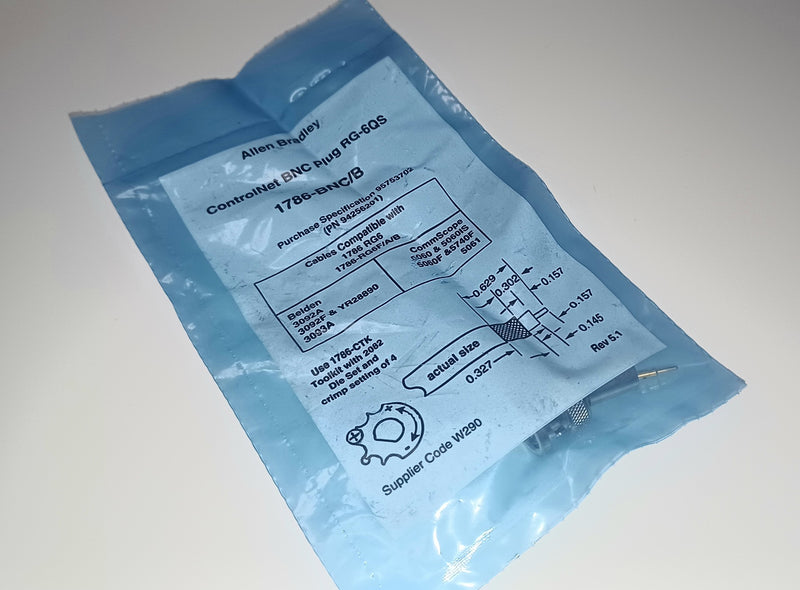 Allen Bradley
ControlNet BNC Plug RG-6QS
1786-BNC/B
Purchase Specification 95753702
(PN 94256201)
Cables Compatible with
1786 RG6
1786-RG6F/A/B
Belden
3092A
3092F & YR28890
3093A
CommScope
5060 & 5060IS
5060F & 5740F
5061
0.629
0.302
0.157
0.157
0.145
0.327
actual size
Rev 5.1
Use 1786-CTK
Toolkit with 2082
Die Set and
crimp setting of 4
Supplier Code W290